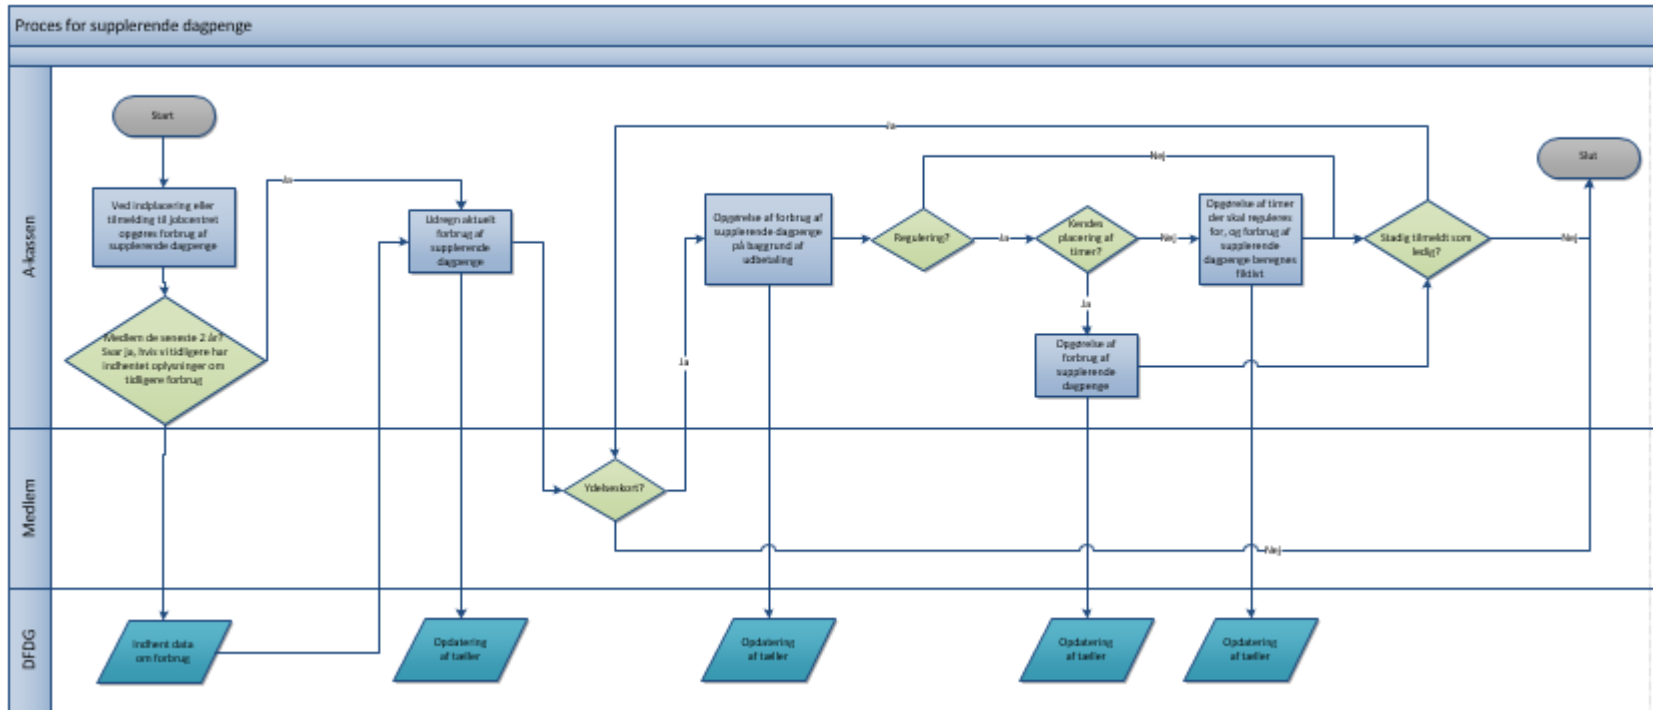 Proces for supplerende dagpenge
A-kassen
Start
Ved indplacering eller
tilmelding til jobcentret
opgøres forbrug af
supplerende dagpenge
Medlem de seneste 2 år?
Svar ja, hvis vi tidligere har
indhentet oplysninger om
tidligere forbrug
Ja
Udregn aktuelt
forbrug af
supplerende
dagpenge
Ja
Opgørelse af forbrug af
supplerende dagpenge
på baggrund af
udbetaling
Regulering?
Nej
Ja
Kendes
placering af
timer?
Nej
Ja
Opgørelse af
forbrug af
supplerende
dagpenge
Opgørelse af timer
der skal reguleres
for, og forbrug af
supplerende
dagpenge beregnes
fiktivt
Stadig tilmeldt som
ledig?
Ja
Nej
Slut
Medlem
Ydelseskort?
Nej
DFDG
Indhent data
om forbrug
Opdatering
af tæller
Opdatering
af tæller
Opdatering
af tæller
Opdatering
af tæller